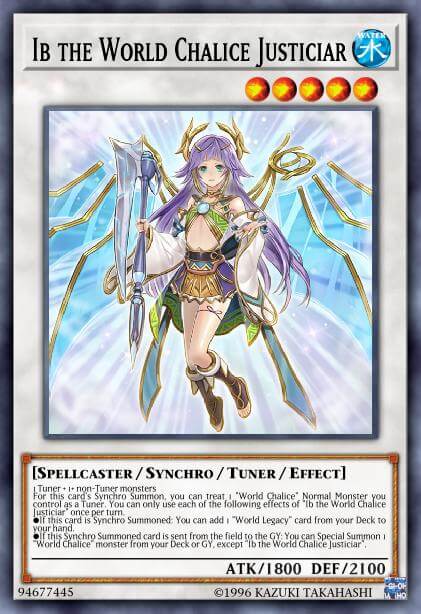 IB THE WORLD CHALICE JUSTICIAR
WATER
水
[SPELLCASTER / SYNCHRO / TUNER / EFFECT]
1 Tuner + 1+ non-Tuner monsters
For this card's Synchro Summon, you can treat 1 "World Chalice" Normal Monster you
control as a Tuner. You can only use each of the following effects of "Ib the World Chalice
Justiciar" once per turn.
●If this card is Synchro Summoned: You can add 1 "World Legacy" card from your Deck to
your hand.
●If this Synchro Summoned card is sent from the field to the GY: You can Special Summon 1
"World Chalice" monster from your Deck or GY, except "Ib the World Chalice Justiciar".
ATK/1800 DEF/2100
94677445
©1996 KAZUKI TAKAHASHI